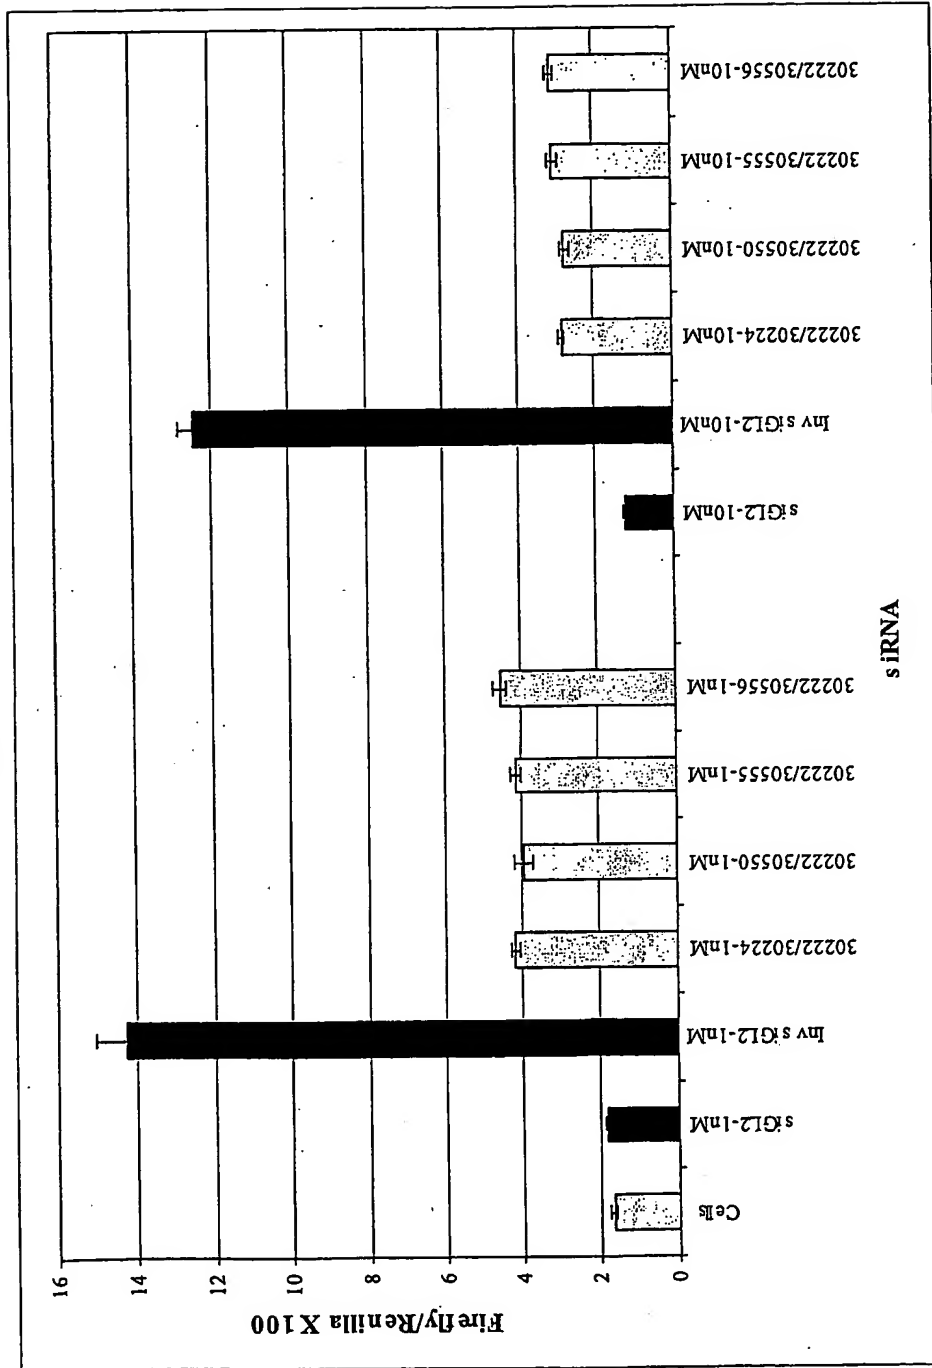 Firefly/Renilla X 100
16
14
12
10
8
6
4
2
0
Cells
siGL2-1nM
Inv siGL2-1nM
30222/30224-1nM
30222/30550-1nM
30222/30555-1nM
30222/30556-1nM
siGL2-10nM
Inv siGL2-10nM
30222/30224-10nM
30222/30550-10nM
30222/30555-10nM
30222/30556-10nM
siRNA